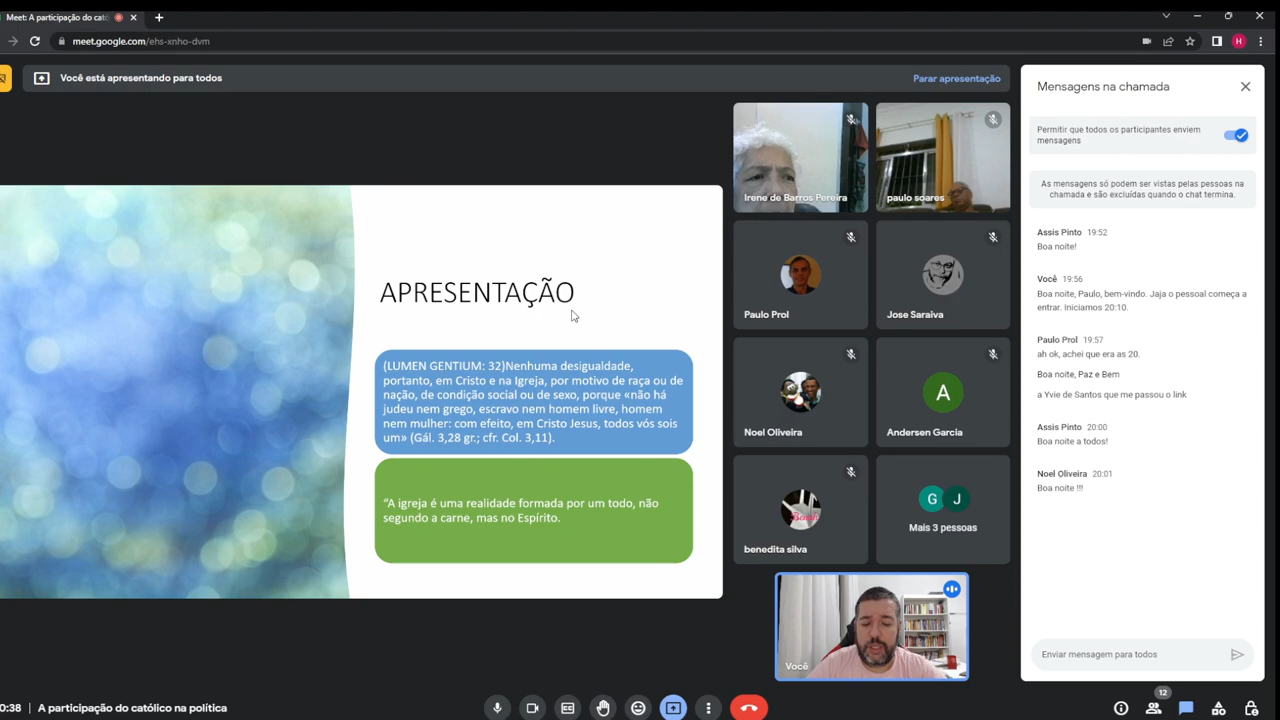 Meet: A participação do cató
meet.google.com/ehs-xnho-dvm
H
Você está apresentando para todos
Parar apresentação
APRESENTAÇÃO
(LUMEN GENTIUM: 32)Nenhuma desigualdade,
portanto, em Cristo e na Igreja, por motivo de raça ou de
nação, de condição social ou de sexo, porque «não há
judeu nem grego, escravo nem homem livre, homem
nem mulher: com efeito, em Cristo Jesus, todos vós sois
um» (Gál. 3,28 gr.; cfr. Col. 3,11).
“A igreja é uma realidade formada por um todo, não
segundo a carne, mas no Espírito.
Irene de Barros Pereira
paulo soares
Paulo Prol
Jose Saraiva
Noel Oliveira
A
Andersen Garcia
benedita silva
G J
Mais 3 pessoas
Você
Mensagens na chamada
Permitir que todos os participantes enviem
mensagens
As mensagens só podem ser vistas pelas pessoas na
chamada e são excluídas quando o chat termina.
Assis Pinto 19:52
Boa noite!
Você 19:56
Boa noite, Paulo, bem-vindo. Jaja o pessoal começa a
entrar. Iniciamos 20:10.
Paulo Prol 19:57
ah ok, achei que era as 20.
Boa noite, Paz e Bem
a Yvie de Santos que me passou o link
Assis Pinto 20:00
Boa noite a todos!
Noel Oliveira 20:01
Boa noite !!!
Enviar mensagem para todos
0:38 | A participação do católico na política
12